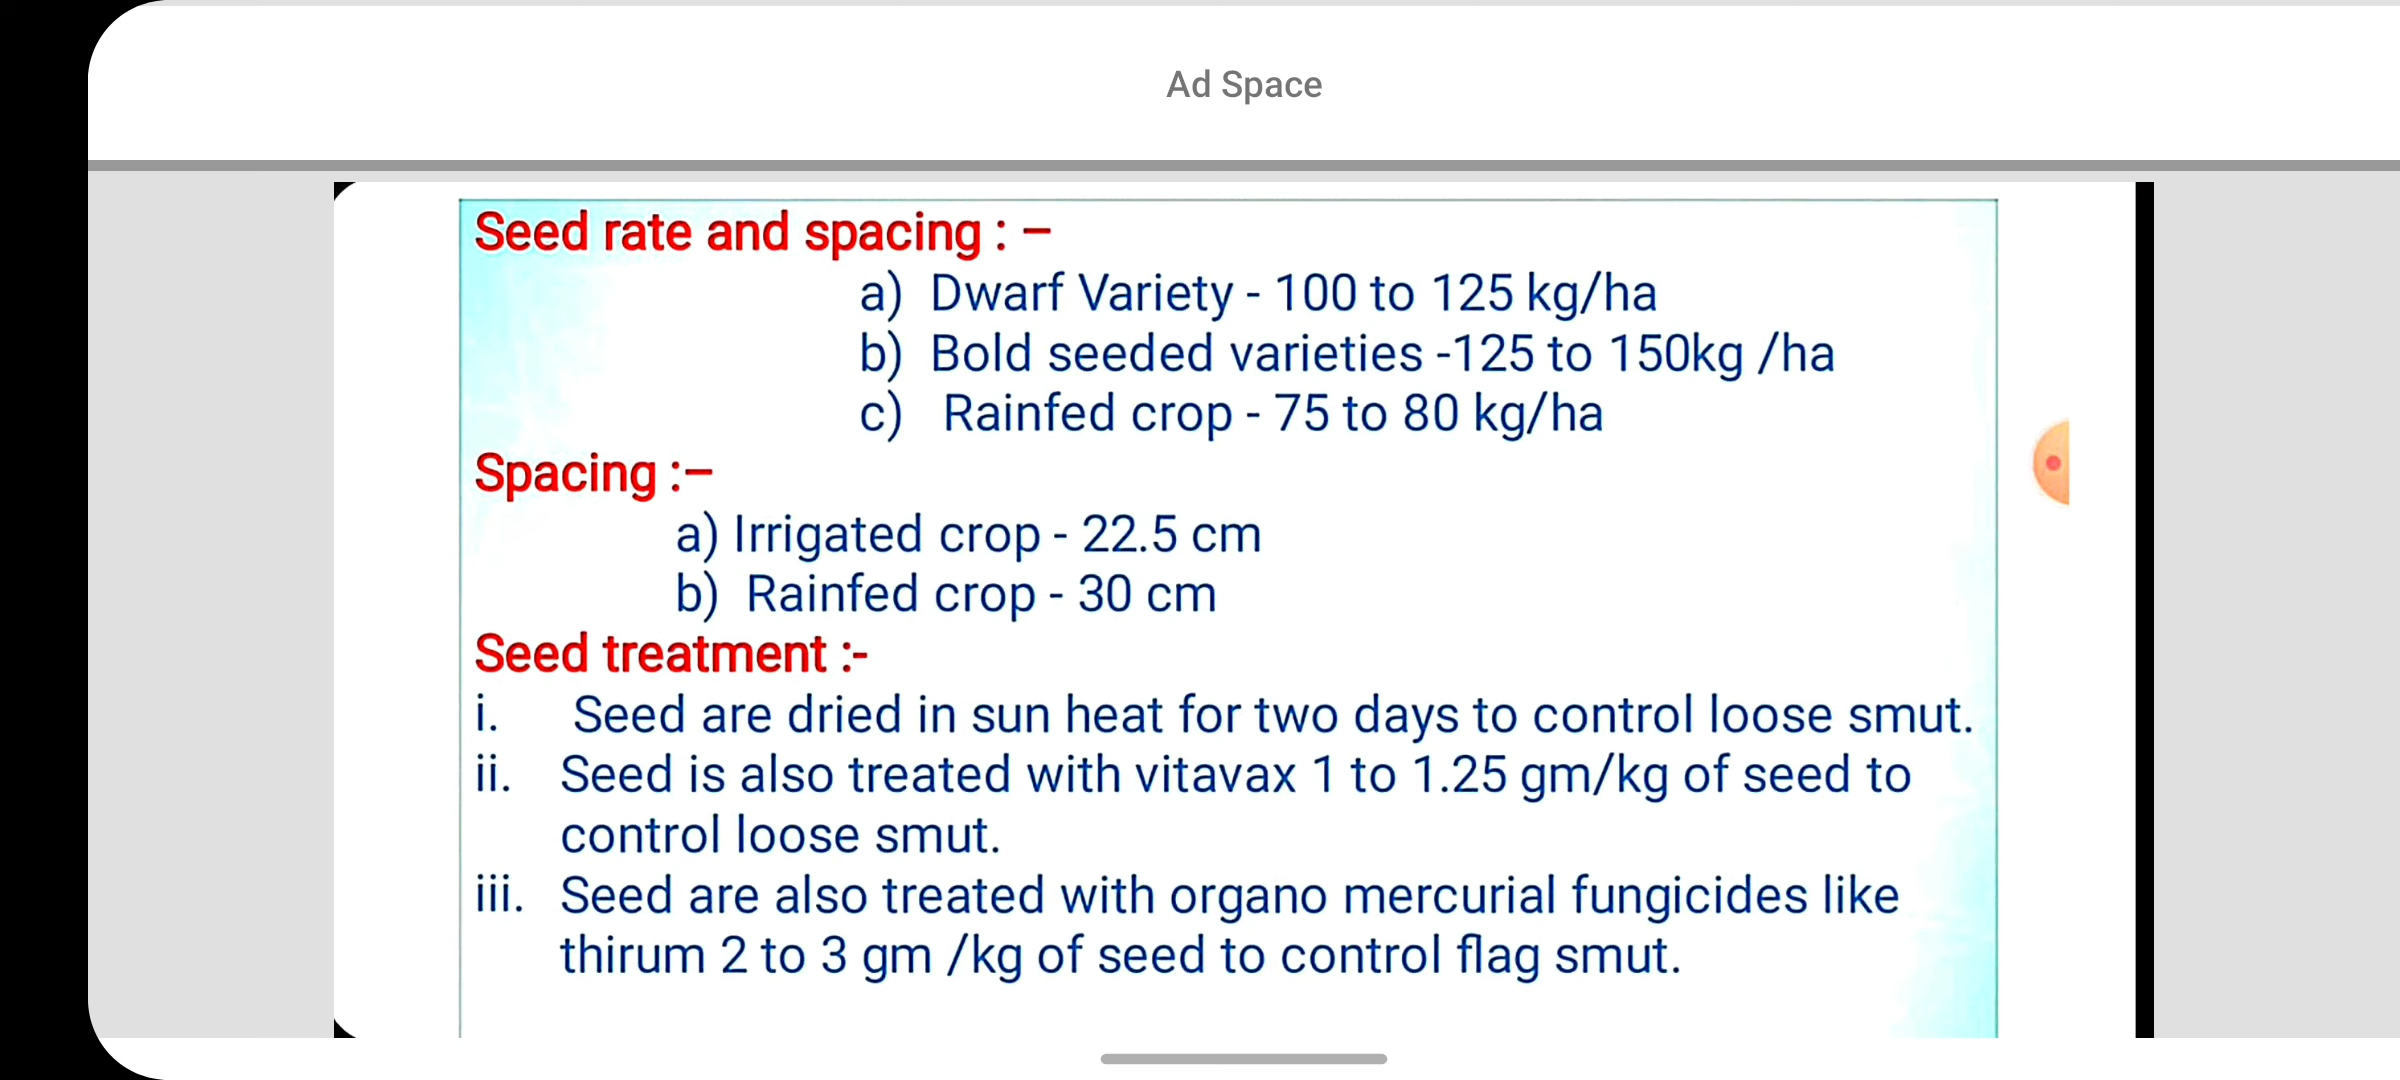 Ad Space
Seed rate and spacing : –
a) Dwarf Variety - 100 to 125 kg/ha
b) Bold seeded varieties -125 to 150kg /ha
c) Rainfed crop - 75 to 80 kg/ha
Spacing :–
a) Irrigated crop - 22.5 cm
b) Rainfed crop - 30 cm
Seed treatment :-
i. Seed are dried in sun heat for two days to control loose smut.
ii. Seed is also treated with vitavax 1 to 1.25 gm/kg of seed to
control loose smut.
iii. Seed are also treated with organo mercurial fungicides like
thirum 2 to 3 gm /kg of seed to control flag smut.